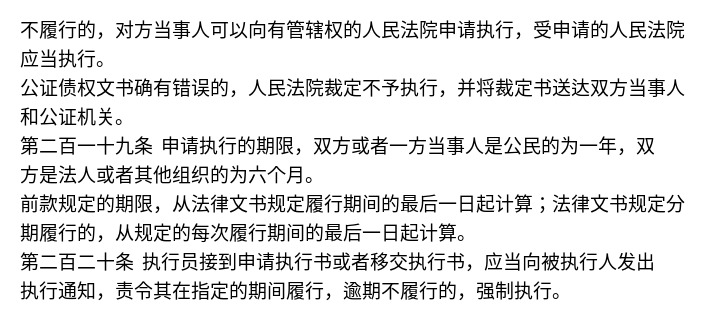 不履行的，对方当事人可以向有管辖权的人民法院申请执行，受申请的人民法院
应当执行。
公证债权文书确有错误的，人民法院裁定不予执行，并将裁定书送达双方当事人
和公证机关。
第二百一十九条 申请执行的期限，双方或者一方当事人是公民的为一年，双
方是法人或者其他组织的为六个月。
前款规定的期限，从法律文书规定履行期间的最后一日起计算；法律文书规定分
期履行的，从规定的每次履行期间的最后一日起计算。
第二百二十条 执行员接到申请执行书或者移交执行书，应当向被执行人发出
执行通知，责令其在指定的期间履行，逾期不履行的，强制执行。